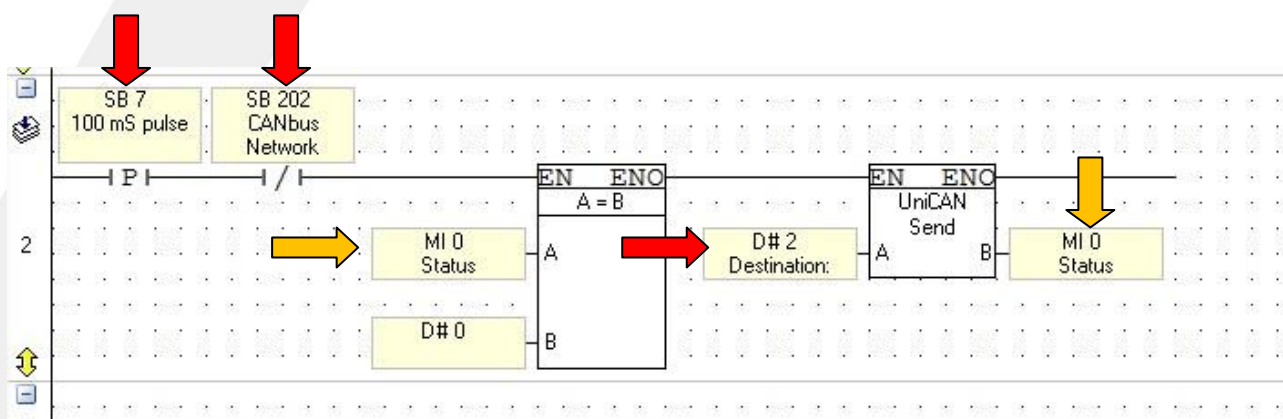 SB 7
100 mS pulse
SB 202
CANbus
Network
P
EN ENO
A = B
EN ENO
UniCAN
Send
2
MI 0
Status
A
D# 2
Destination:
A
B
MI 0
Status
D# 0
B